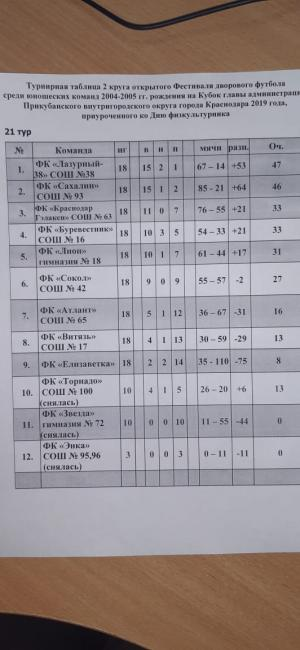 Турнирная таблица 2 круга открытого Фестиваля дворового футбола
среди юношеских команд 2004-2005 гг. рождения на Кубок главы администрац
Прикубанского внутригородского округа города Краснодара 2019 года,
приуроченного ко Дню физкультурника
21 тур
№ Команда иг в н п мячи разн. Оч.
1. ФК «Лазурный-
38» СОШ №38 18 15 2 1 67 – 14 +53 47
2. ФК «Сахалин»
СОШ № 93 18 15 1 2 85 - 21 +64 46
3. ФК «Краснодар
Гэлакси» СОШ № 63 18 11 0 7 76 – 55 +21 33
4. ФК «Буревестник»
СОШ № 16 18 10 3 5 54 – 33 +21 33
5. ФК «Лион»
гимназия № 18 18 10 1 7 61 – 44 +17 31
6. ФК «Сокол»
СОШ № 42 18 9 0 9 55 – 57 -2 27
7. ФК «Атлант»
СОШ № 65 18 5 1 12 36 – 67 -31 16
8. ФК «Витязь»
СОШ № 17 18 4 1 13 30 – 59 -29 13
9. ФК «Елизаветка» 18 2 2 14 35 - 110 -75 8
10. ФК «Торнадо»
СОШ № 100
(снялась) 10 4 1 5 26 – 20 +6 13
11. ФК «Звезда»
гимназия № 72
(снялась) 10 0 0 10 11 – 55 -44 0
12. ФК «Эника»
СОШ № 95,96
(снялась) 3 0 0 3 0 – 11 -11 0